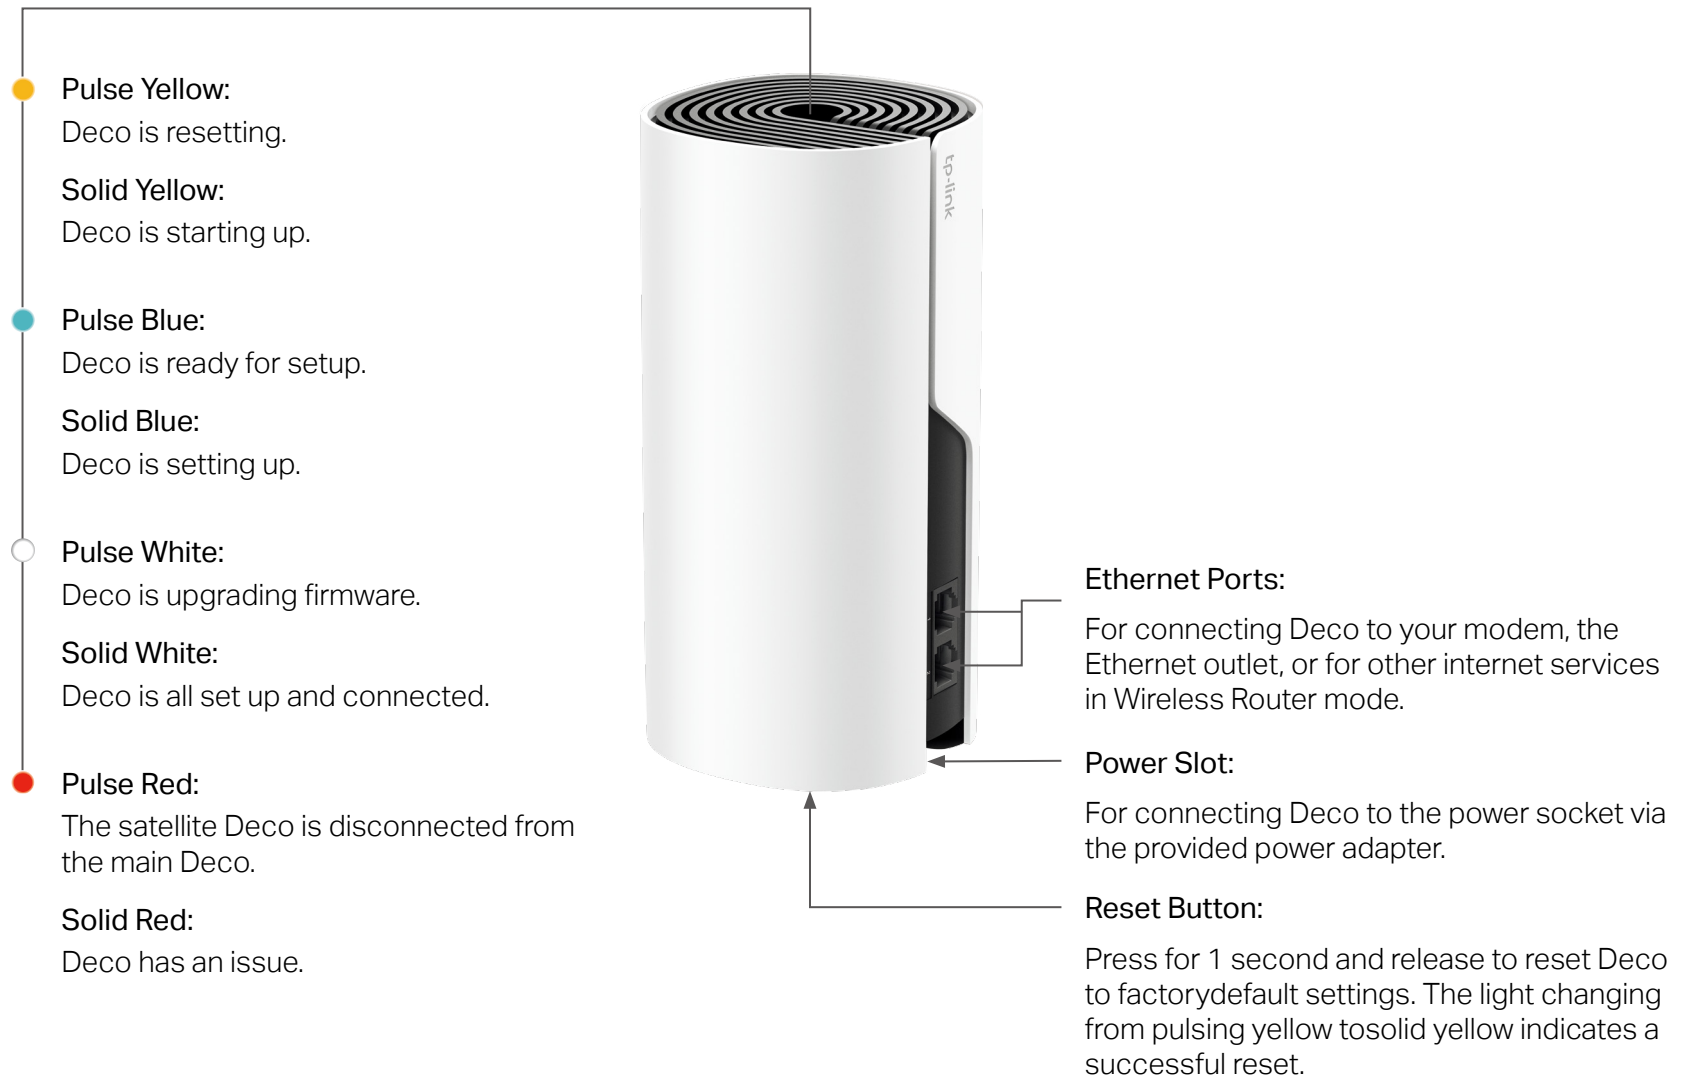 Pulse Yellow:
Deco is resetting.
Solid Yellow:
Deco is starting up.
Pulse Blue:
Deco is ready for setup.
Solid Blue:
Deco is setting up.
Pulse White:
Deco is upgrading firmware.
Solid White:
Deco is all set up and connected.
Pulse Red:
The satellite Deco is disconnected from
the main Deco.
Solid Red:
Deco has an issue.
tp-link
Ethernet Ports:
For connecting Deco to your modem, the
Ethernet outlet, or for other internet services
in Wireless Router mode.
Power Slot:
For connecting Deco to the power socket via
the provided power adapter.
Reset Button:
Press for 1 second and release to reset Deco
to factorydefault settings. The light changing
from pulsing yellow tosolid yellow indicates a
successful reset.